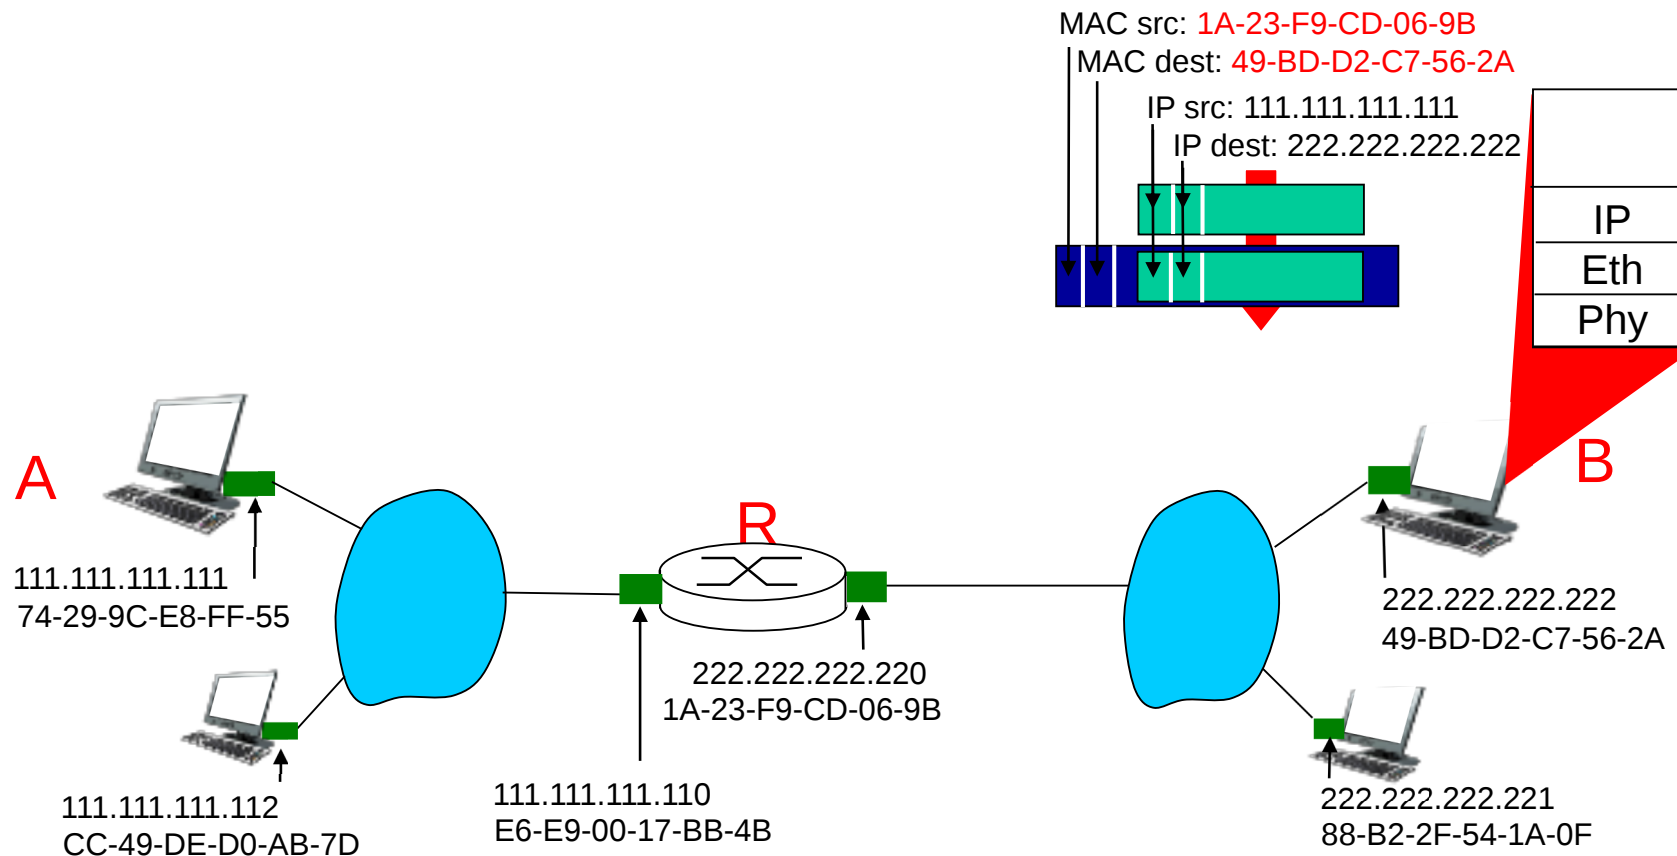 MAC src: 1A-23-F9-CD-06-9B
MAC dest: 49-BD-D2-C7-56-2A
IP src: 111.111.111.111
IP dest: 222.222.222.222
IP
Eth
Phy
A
R
B
111.111.111.111
74-29-9C-E8-FF-55
222.222.222.222
49-BD-D2-C7-56-2A
222.222.222.220
1A-23-F9-CD-06-9B
111.111.111.112
CC-49-DE-D0-AB-7D
111.111.111.110
E6-E9-00-17-BB-4B
222.222.222.221
88-B2-2F-54-1A-0F